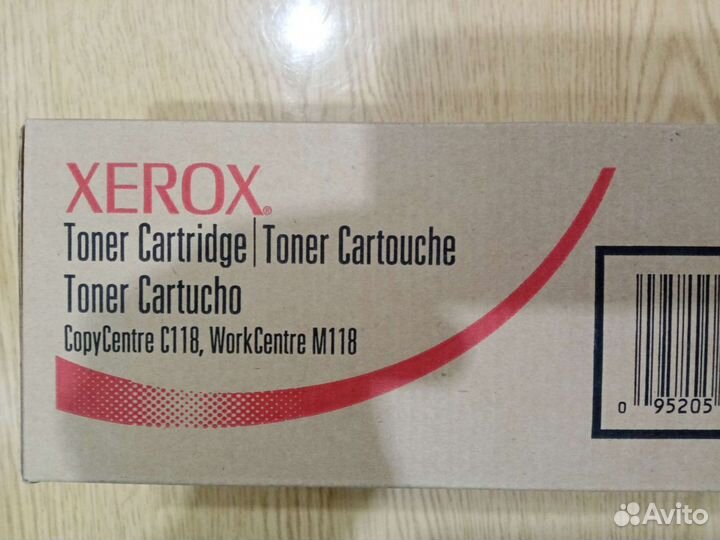 XEROX®
Toner Cartridge | Toner Cartouche
Toner Cartucho
CopyCentre C118, WorkCentre M118
0 95205
Avito